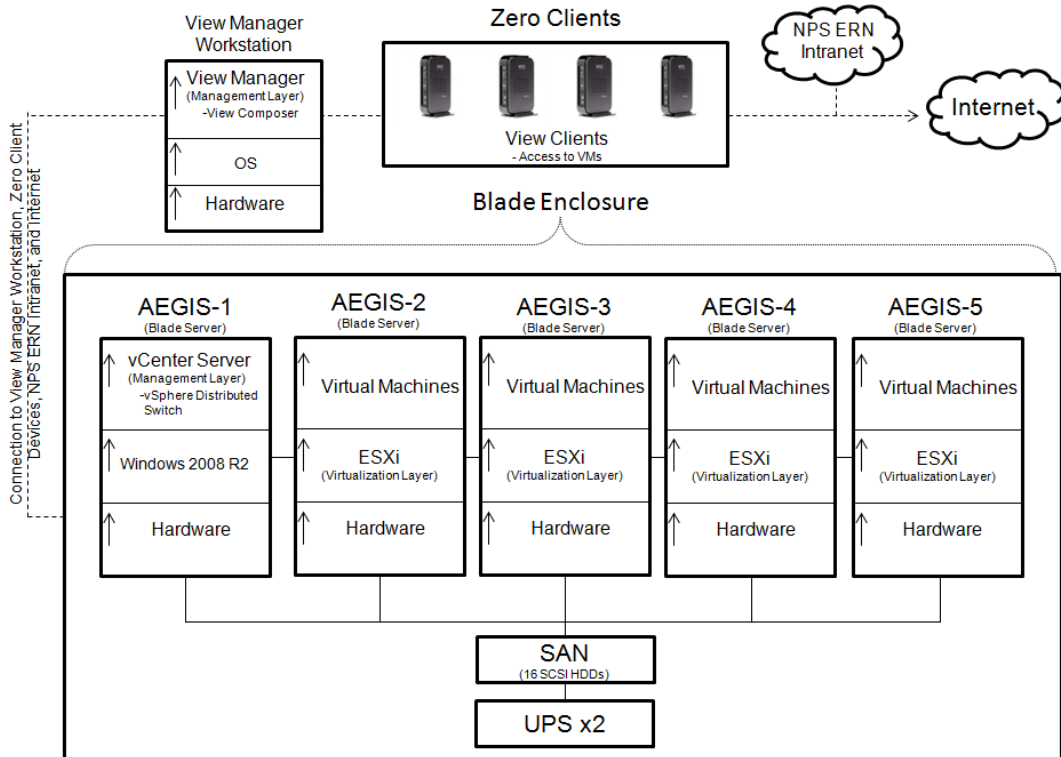 View Manager
Workstation
View Manager
(Management Layer)
-View Composer
OS
Hardware
Zero Clients
View Clients
- Access to VMs
NPS ERN
Intranet
Internet
Connection to View Manager Workstation, Zero Client
Devices, NPS ERN Intranet, and Internet
Blade Enclosure
AEGIS-1
(Blade Server)
vCenter Server
(Management Layer)
-vSphere Distributed
Switch
Windows 2008 R2
Hardware
AEGIS-2
(Blade Server)
Virtual Machines
ESXi
(Virtualization Layer)
Hardware
AEGIS-3
(Blade Server)
Virtual Machines
ESXi
(Virtualization Layer)
Hardware
AEGIS-4
(Blade Server)
Virtual Machines
ESXi
(Virtualization Layer)
Hardware
AEGIS-5
(Blade Server)
Virtual Machines
ESXi
(Virtualization Layer)
Hardware
SAN
(16 SCSI HDDs)
UPS x2